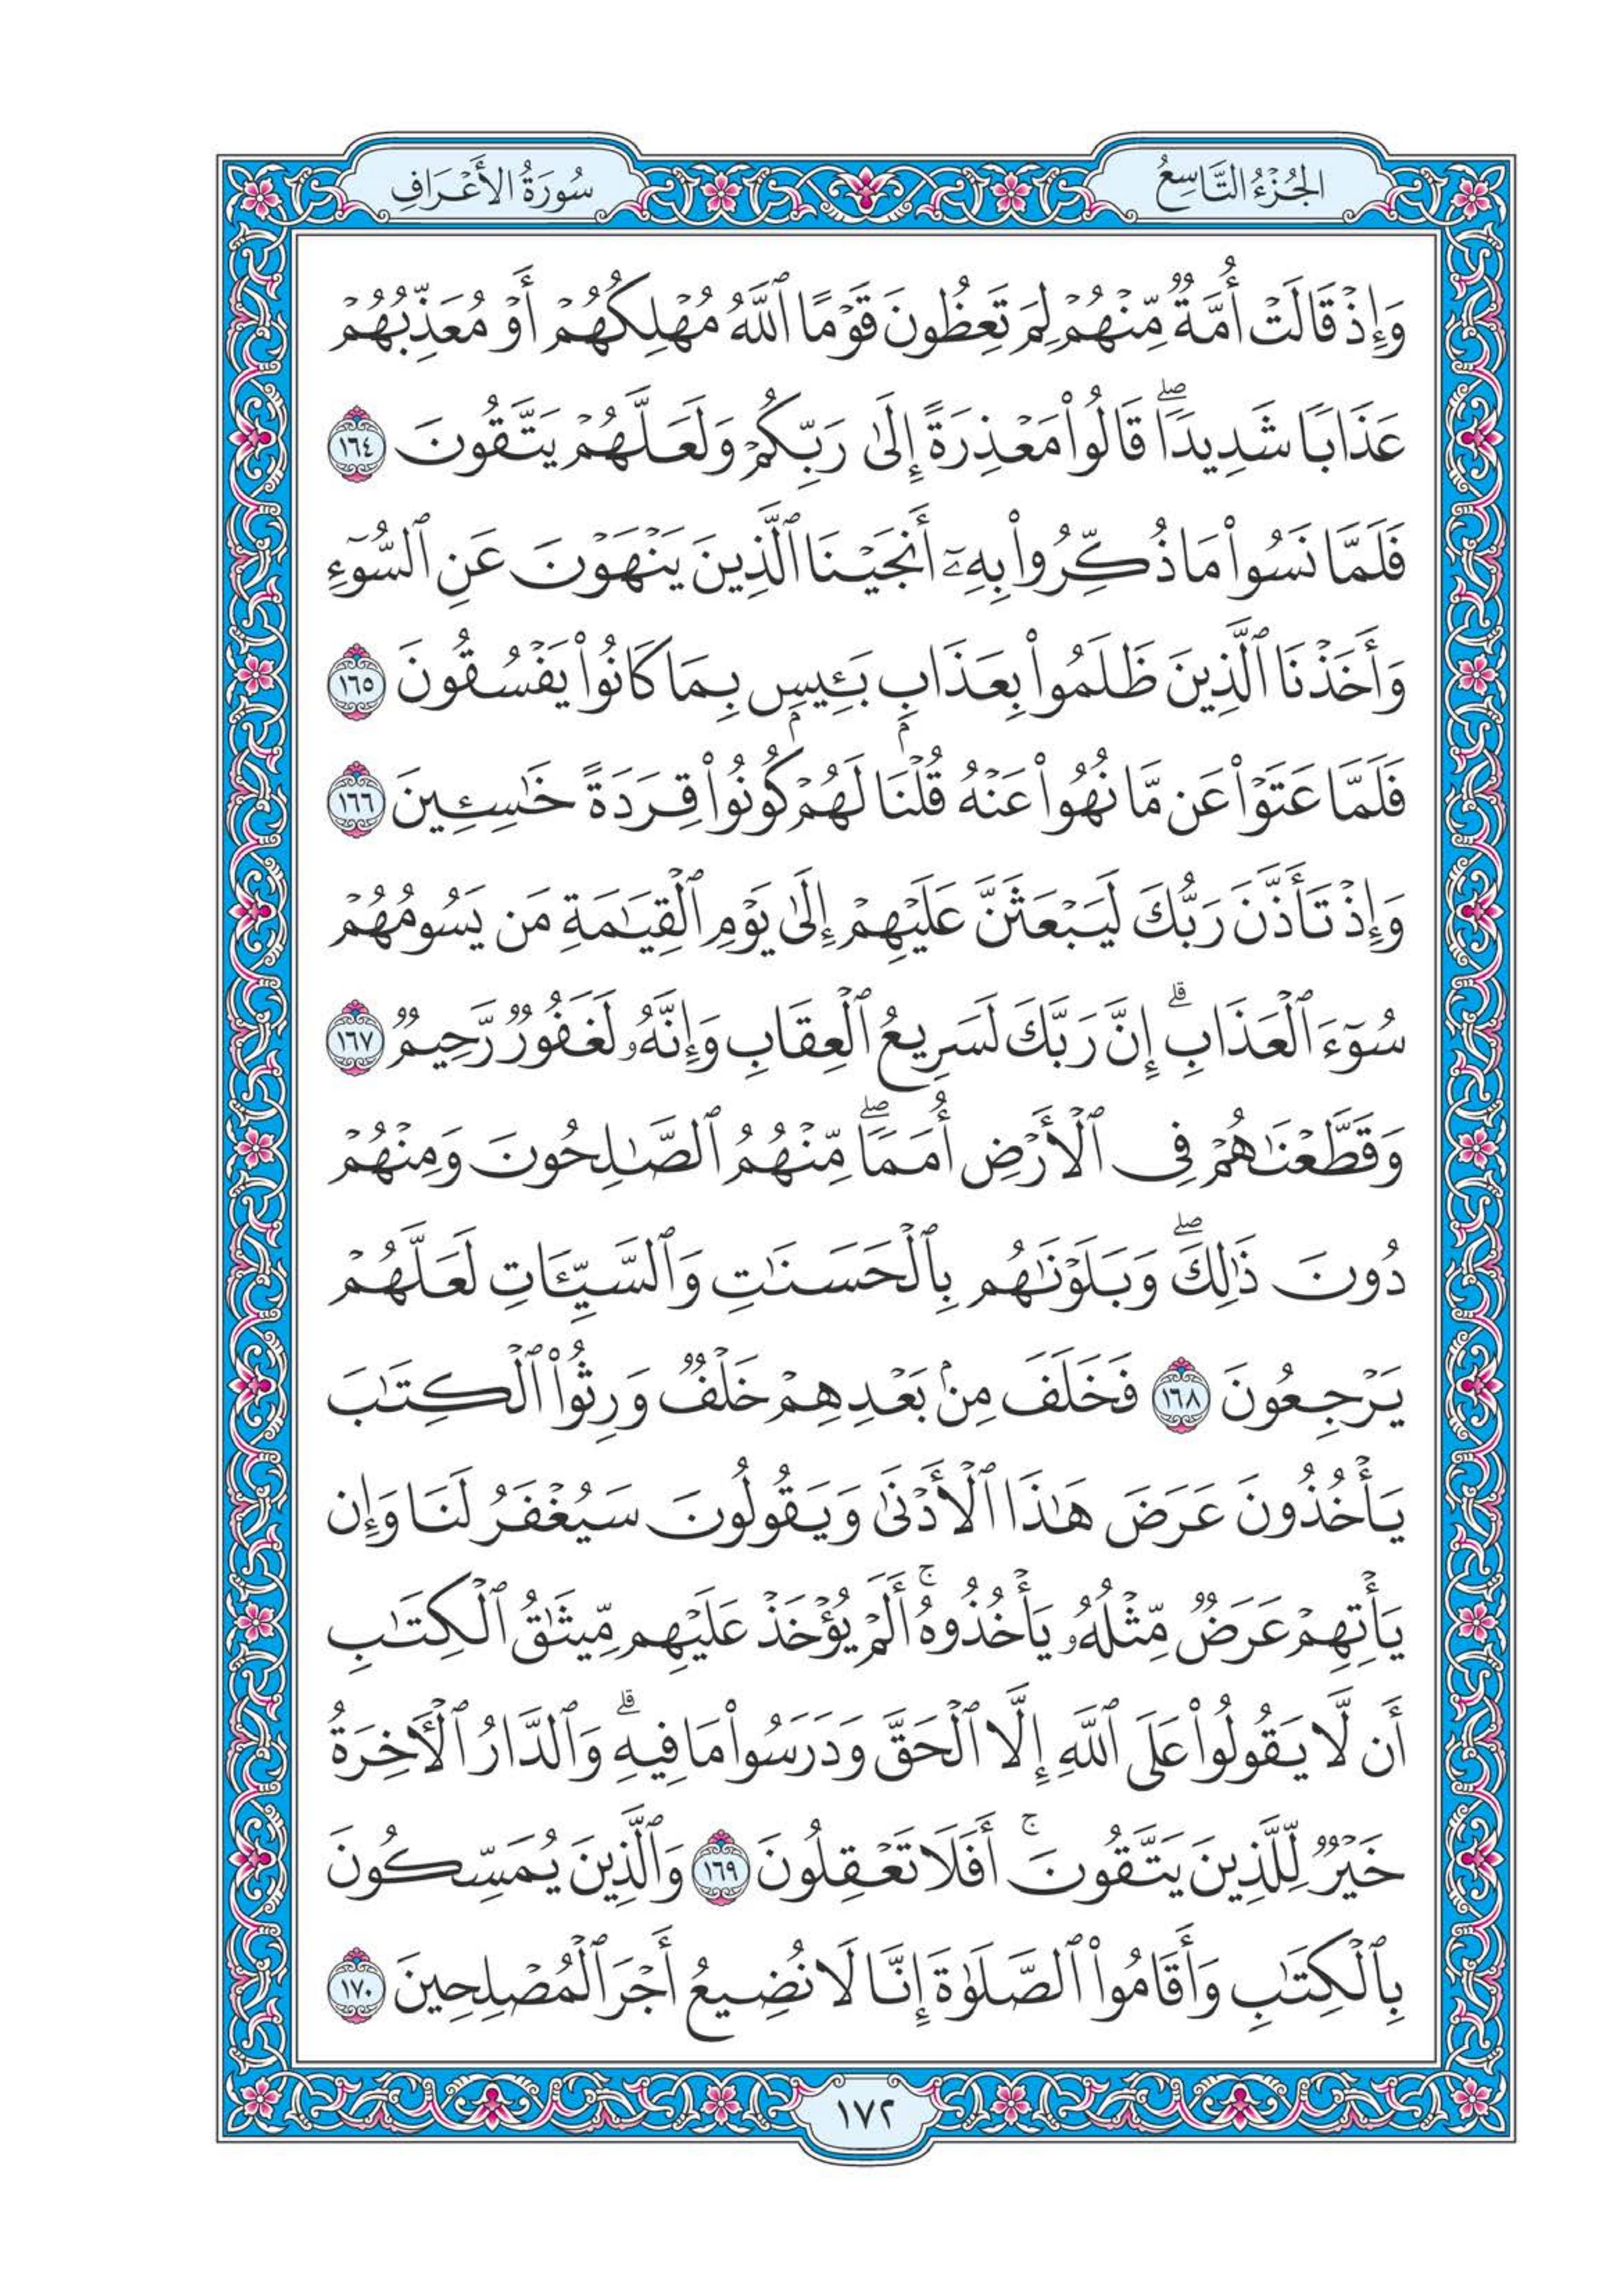 الجُزْءُ التَّاسِعُ
سُورَةُ الأَعْرَافِ
وَإِذْ قَالَتْ أُمَّةٌ مِّنْهُمْ لِمَ تَعِظُونَ قَوْمًا ٱللَّهُ مُهْلِكُهُمْ أَوْ مُعَذِّبُهُمْ
عَذَابًا شَدِيدًاۖ قَالُوا۟ مَعْذِرَةً إِلَىٰ رَبِّكُمْ وَلَعَلَّهُمْ يَتَّقُونَ ١٦٤
فَلَمَّا نَسُوا۟ مَا ذُكِّرُوا۟ بِهِۦٓ أَنجَيْنَا ٱلَّذِينَ يَنْهَوْنَ عَنِ ٱلسُّوٓءِ
وَأَخَذْنَا ٱلَّذِينَ ظَلَمُوا۟ بِعَذَابٍۭ بَـِٔيسٍۭ بِمَا كَانُوا۟ يَفْسُقُونَ ١٦٥
فَلَمَّا عَتَوْا۟ عَن مَّا نُهُوا۟ عَنْهُ قُلْنَا لَهُمْ كُونُوا۟ قِرَدَةً خَـٰسِـِٔينَ ١٦٦
وَإِذْ تَأَذَّنَ رَبُّكَ لَيَبْعَثَنَّ عَلَيْهِمْ إِلَىٰ يَوْمِ ٱلْقِيَـٰمَةِ مَن يَسُومُهُمْ
سُوٓءَ ٱلْعَذَابِۗ إِنَّ رَبَّكَ لَسَرِيعُ ٱلْعِقَابِ وَإِنَّهُۥ لَغَفُورٌ رَّحِيمٌ ١٦٧
وَقَطَّعْنَـٰهُمْ فِى ٱلْأَرْضِ أُمَمًاۖ مِّنْهُمُ ٱلصَّـٰلِحُونَ وَمِنْهُمْ
دُونَ ذَٰلِكَۖ وَبَلَوْنَـٰهُم بِٱلْحَسَنَـٰتِ وَٱلسَّيِّـَٔاتِ لَعَلَّهُمْ
يَرْجِعُونَ ١٦٨ فَخَلَفَ مِنۢ بَعْدِهِمْ خَلْفٌ وَرِثُوا۟ ٱلْكِتَـٰبَ
يَأْخُذُونَ عَرَضَ هَـٰذَا ٱلْأَدْنَىٰ وَيَقُولُونَ سَيُغْفَرُ لَنَا وَإِن
يَأْتِهِمْ عَرَضٌ مِّثْلُهُۥ يَأْخُذُوهُۚ أَلَمْ يُؤْخَذْ عَلَيْهِم مِّيثَـٰقُ ٱلْكِتَـٰبِ
أَن لَّا يَقُولُوا۟ عَلَى ٱللَّهِ إِلَّا ٱلْحَقَّ وَدَرَسُوا۟ مَا فِيهِۗ وَٱلدَّارُ ٱلْـَٔاخِرَةُ
خَيْرٌ لِّلَّذِينَ يَتَّقُونَۚ أَفَلَا تَعْقِلُونَ ١٦٩ وَٱلَّذِينَ يُمَسِّكُونَ
بِٱلْكِتَـٰبِ وَأَقَامُوا۟ ٱلصَّلَوٰةَ إِنَّا لَا نُضِيعُ أَجْرَ ٱلْمُصْلِحِينَ ١٧٠
١٧٢